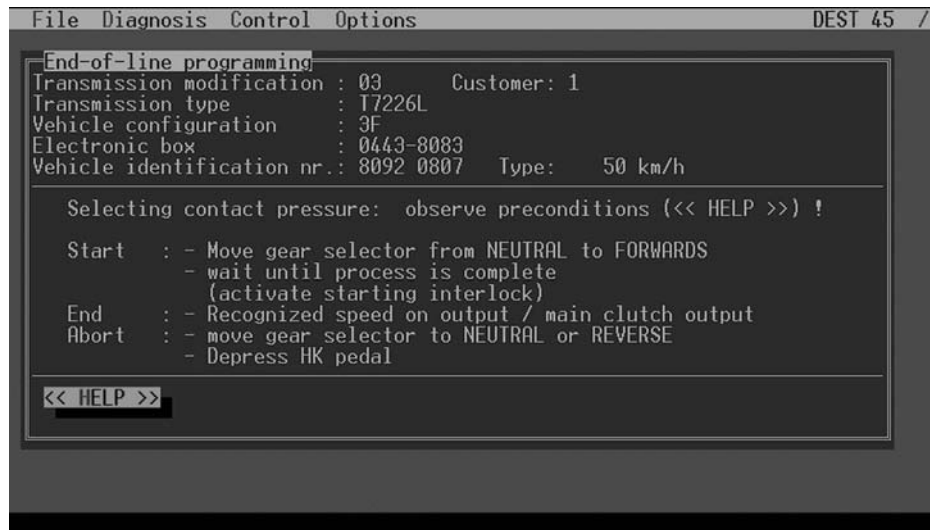 File Diagnosis Control Options DEST 45 /
End-of-line programming
Transmission modification : 03 Customer: 1
Transmission type : T7226L
Vehicle configuration : 3F
Electronic box : 0443-8083
Vehicle identification nr.: 8092 0807 Type: 50 km/h
Selecting contact pressure: observe preconditions (<< HELP >>) !
Start : - Move gear selector from NEUTRAL to FORWARDS
- wait until process is complete
(activate starting interlock)
End : - Recognized speed on output / main clutch output
Abort : - move gear selector to NEUTRAL or REVERSE
- Depress HK pedal
<< HELP >>